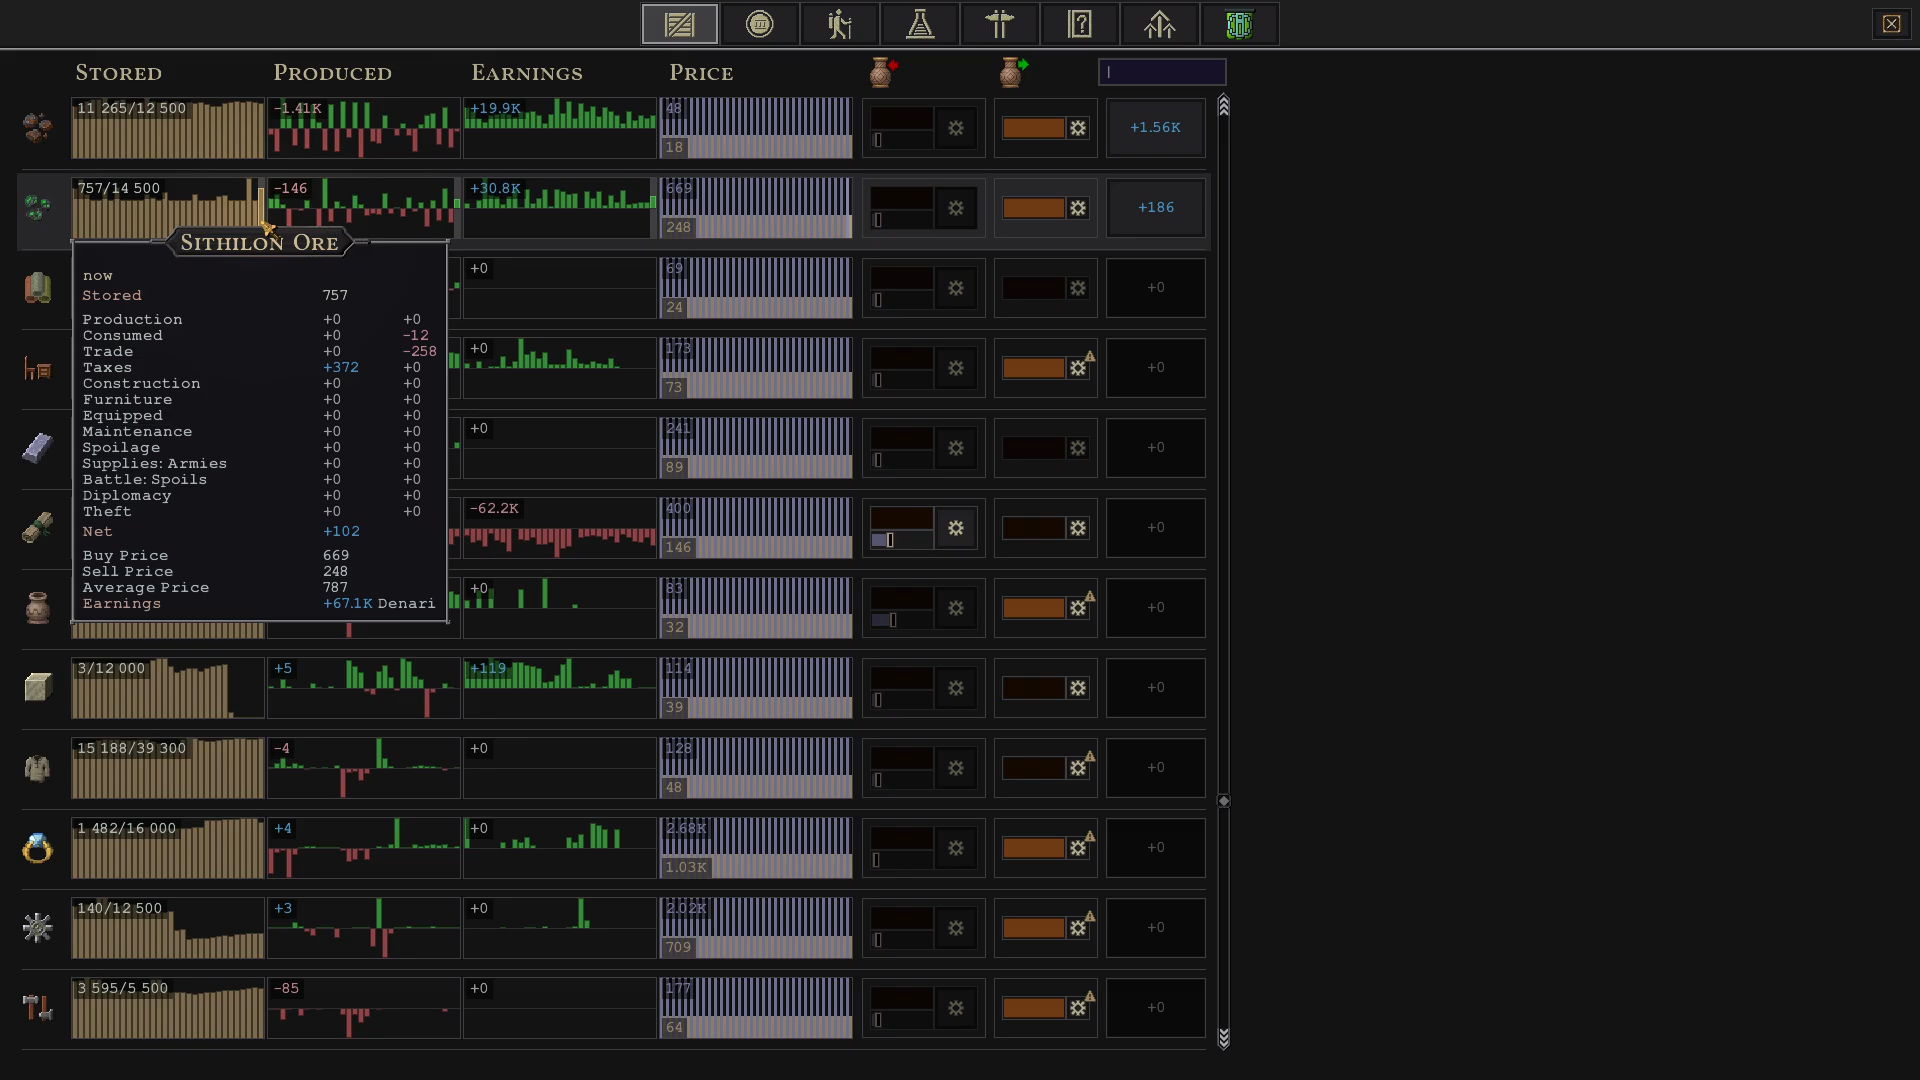 STORED PRODUCED EARNINGS PRICE
11 265/12 500 -1.41K +19.9K 48
18
+1.56K
757/14 500 -146 +30.8K 669
248
+186
SITHILON ORE
now
Stored 757
Production +0 +0
Consumed +0 -12
Trade +0 -258
Taxes +372 +0
Construction +0 +0
Furniture +0 +0
Equipped +0 +0
Maintenance +0 +0
Spoilage +0 +0
Supplies: Armies +0 +0
Battle: Spoils +0 +0
Diplomacy +0 +0
Theft +0 +0
Net +102
Buy Price 669
Sell Price 248
Average Price 787
Earnings +67.1K Denari
+0 69
24
+0
+0 173
73
+0
+0 241
89
+0
-62.2K 400
146
+0
+0 83
32
+0
3/12 000 +5 +119 114
39
+0
15 188/39 300 -4 +0 128
48
+0
1 482/16 000 +4 +0 2.68K
1.03K
+0
140/12 500 +3 +0 2.02K
709
+0
3 595/5 500 -85 +0 177
64
+0